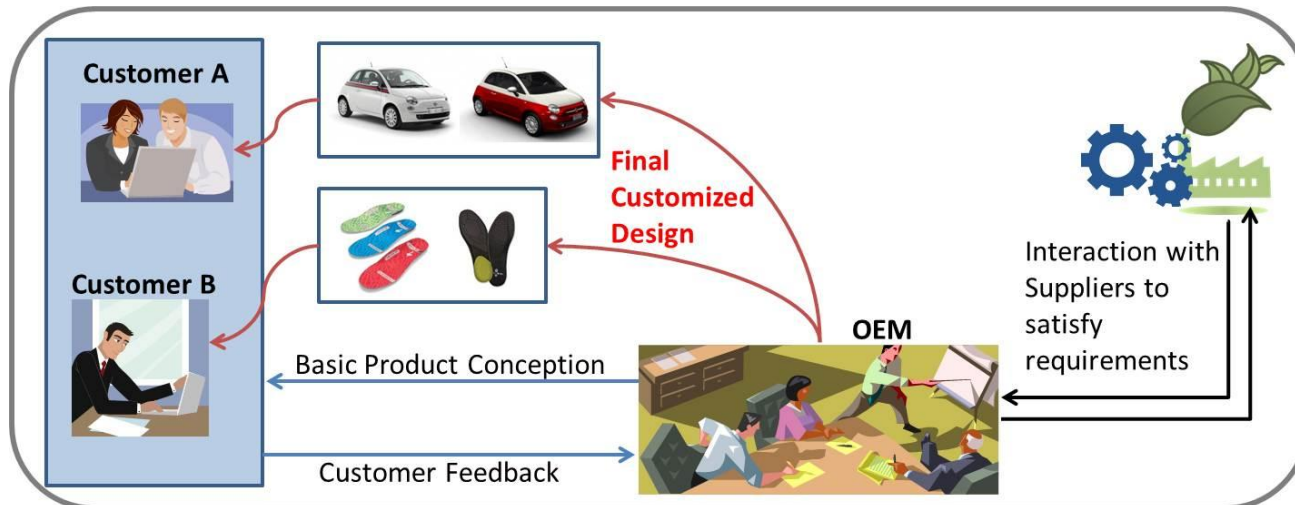 Customer A
Final
Customized
Design
Customer B
Interaction with
Suppliers to
satisfy
requirements
OEM
Basic Product Conception
Customer Feedback